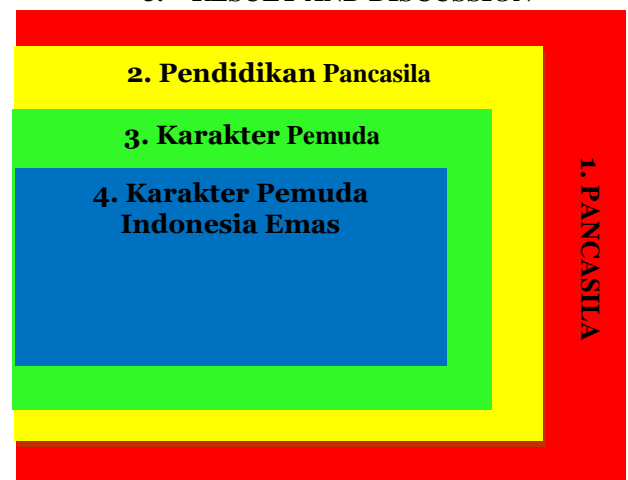 2. Pendidikan Pancasila
3. Karakter Pemuda
4. Karakter Pemuda
Indonesia Emas
1. PANCASILA